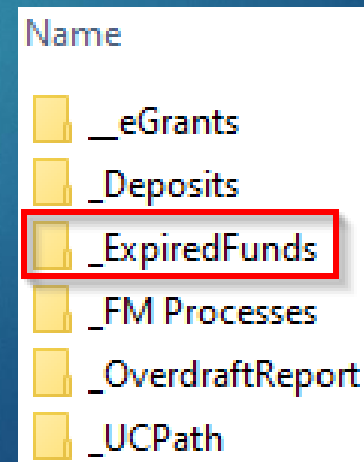 Name
__eGrants
_Deposits
_ExpiredFunds
_FM Processes
_OverdraftReport
_UCPath